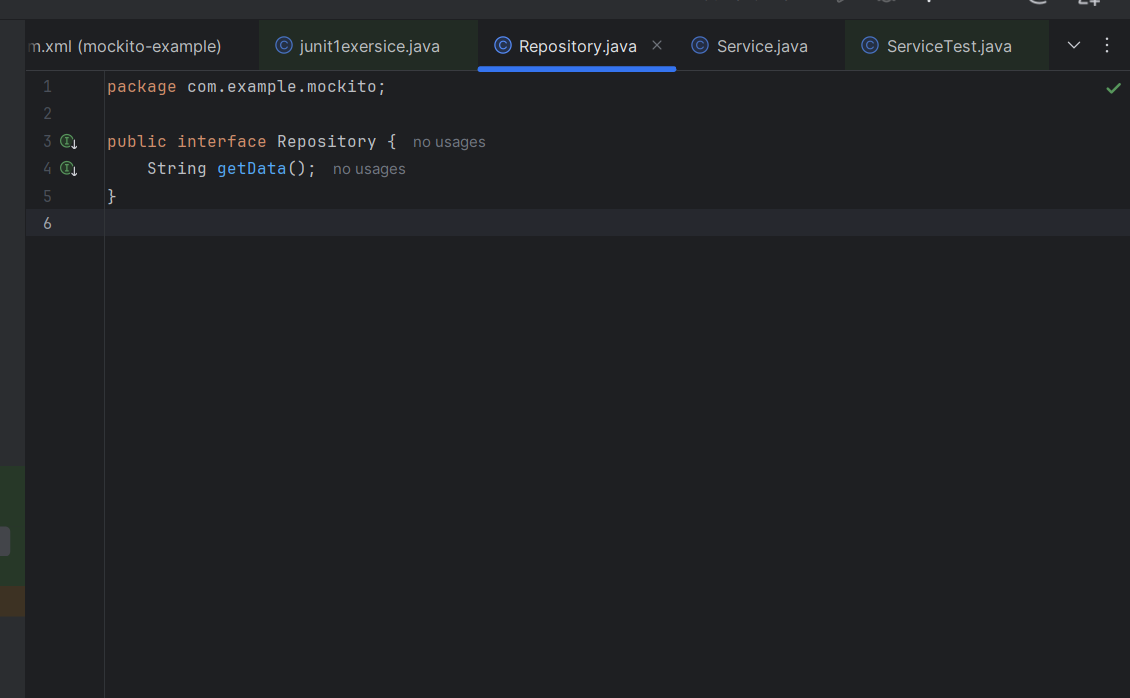 m.xml (mockito-example) junit1exersice.java Repository.java Service.java ServiceTest.java
1 package com.example.mockito;
2
3 public interface Repository { no usages
4 String getData(); no usages
5 }
6